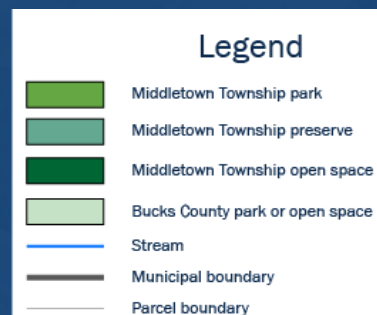 Legend
Middletown Township park
Middletown Township preserve
Middletown Township open space
Bucks County park or open space
Stream
Municipal boundary
Parcel boundary